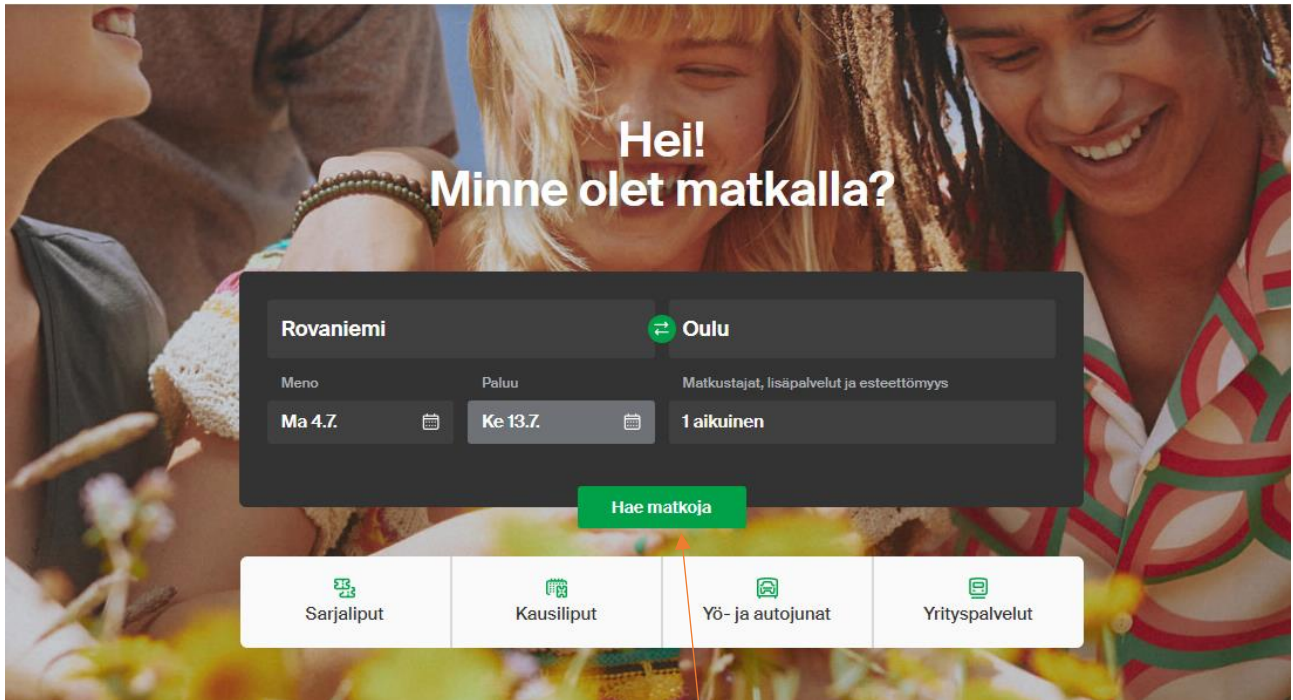 Hei!
Minne olet matkalla?
Rovaniemi
Oulu
Meno
Paluu
Matkustajat, lisäpalvelut ja esteettömyys
Ma 4.7.
Ke 13.7.
1 aikuinen
Hae matkoja
Sarjaliput
Kausiliput
Yö- ja autojunat
Yrityspalvelut